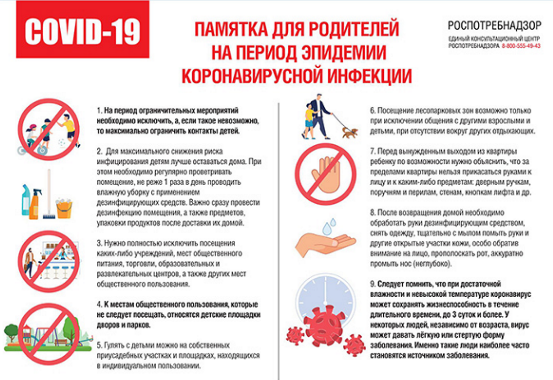 COVID-19
ПАМЯТКА ДЛЯ РОДИТЕЛЕЙ
НА ПЕРИОД ЭПИДЕМИИ
КОРОНАВИРУСНОЙ ИНФЕКЦИИ
РОСПОТРЕБНАДЗОР
ЕДИНЫЙ КОНСУЛЬТАЦИОННЫЙ ЦЕНТР
РОСПОТРЕБНАДЗОРА 8-800-555-49-43
1. На период ограничительных мероприятий
необходимо исключить, а, если такое невозможно,
то максимально ограничить контакты детей.
2. Для максимального снижения риска
инфицирования детям лучше оставаться дома. При
этом необходимо регулярно проветривать
помещение, не реже 1 раза в день проводить
влажную уборку с применением
дезинфицирующих средств. Важно сразу провести
дезинфекцию помещения, а также предметов,
упаковки продуктов после доставки их домой.
3. Нужно полностью исключить посещения
каких-либо учреждений, мест общественного
питания, торговли, образовательных и
развлекательных центров, а также других мест
общественного пользования.
4. К местам общественного пользования, которые
не следует посещать, относятся детские площадки
дворов и парков.
5. Гулять с детьми можно на собственных
приусадебных участках и площадках, находящихся
в индивидуальном пользовании.
6. Посещение лесопарковых зон возможно только
при исключении общения с другими взрослыми и
детьми, при отсутствии вокруг других отдыхающих.
7. Перед вынужденным выходом из квартиры
ребенку по возможности нужно объяснить, что за
пределами квартиры нельзя прикасаться руками к
лицу и к каким-либо предметам: дверным ручкам,
поручням и перилам, стенам, кнопкам лифта и др.
8. После возвращения домой необходимо
обработать руки дезинфицирующим средством,
снять одежду, тщательно с мылом помыть руки и
другие открытые участки кожи, особо обратив
внимание на лицо, прополоскать рот, аккуратно
промыть нос (неглубоко).
9. Следует помнить, что при достаточной
влажности и невысокой температуре коронавирус
может сохранять жизнеспособность в течение
длительного времени, до 3 суток и более. У
некоторых людей, независимо от возраста, вирус
может давать лёгкую или стертую форму
заболевания. Именно такие люди наиболее часто
становятся источником заболевания.